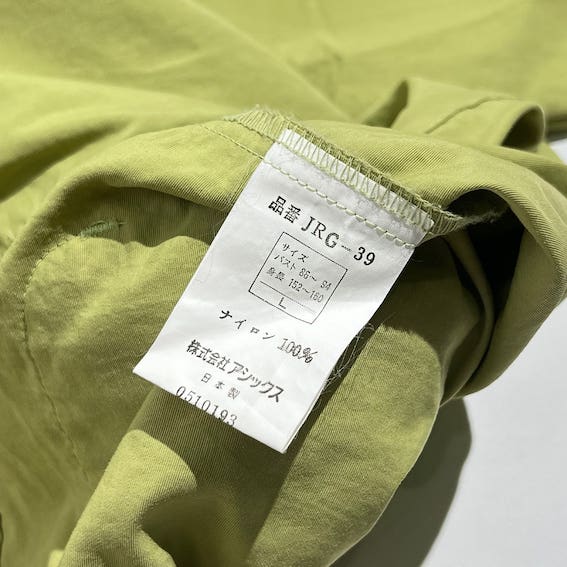 品番 JRG-39
サイズ
バスト 86～ 94
身長 152～160
L
ナイロン 100%
株式会社アシックス
日本製
0510193